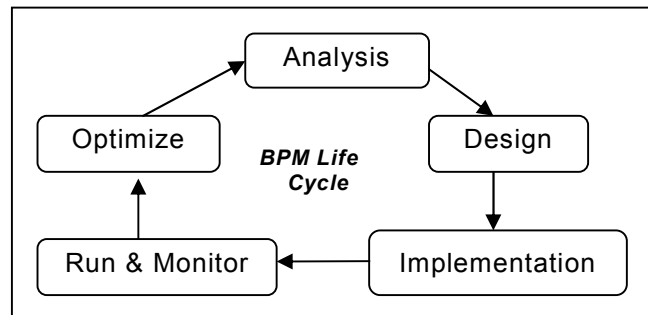 Analysis
Optimize
Design
BPM Life
Cycle
Run & Monitor
Implementation